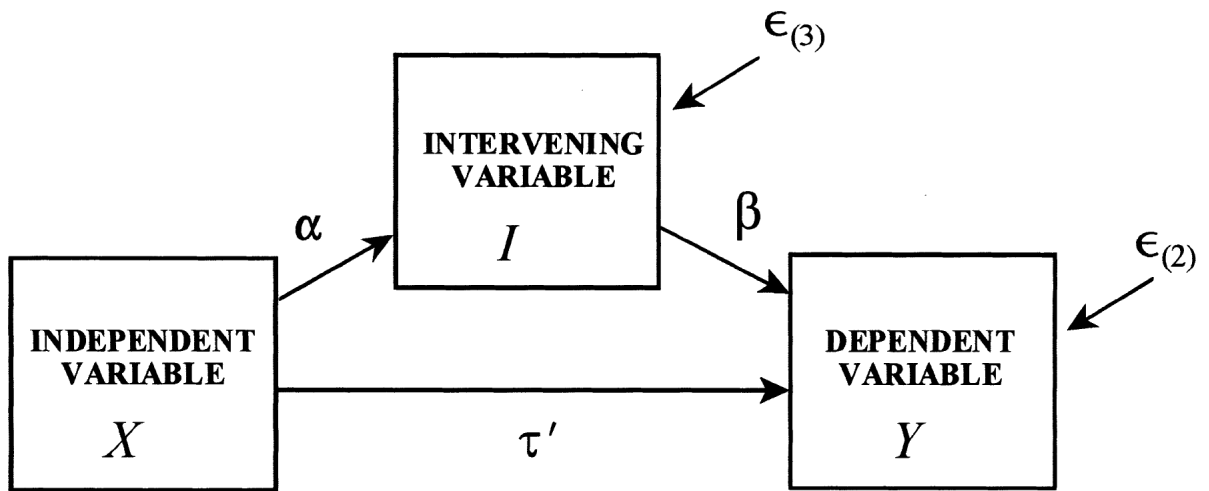 ϵ(3)
INTERVENING
VARIABLE
I
α
β
ϵ(2)
INDEPENDENT
VARIABLE
X
τ′
DEPENDENT
VARIABLE
Y